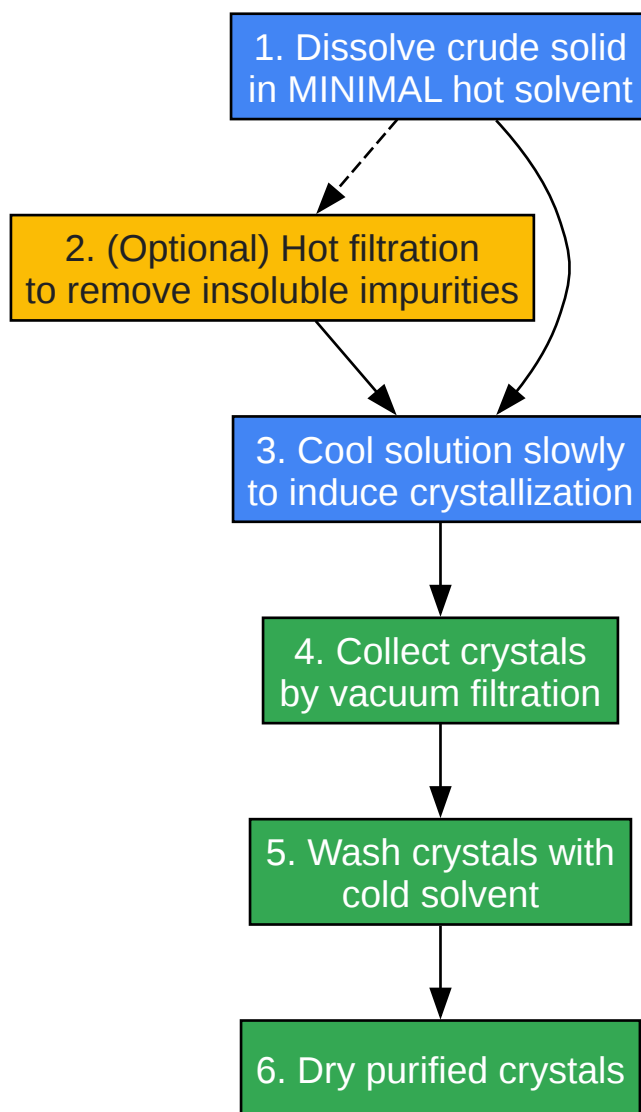 1. Dissolve crude solid
in MINIMAL hot solvent
2. (Optional) Hot filtration
to remove insoluble impurities
3. Cool solution slowly
to induce crystallization
4. Collect crystals
by vacuum filtration
5. Wash crystals with
cold solvent
6. Dry purified crystals